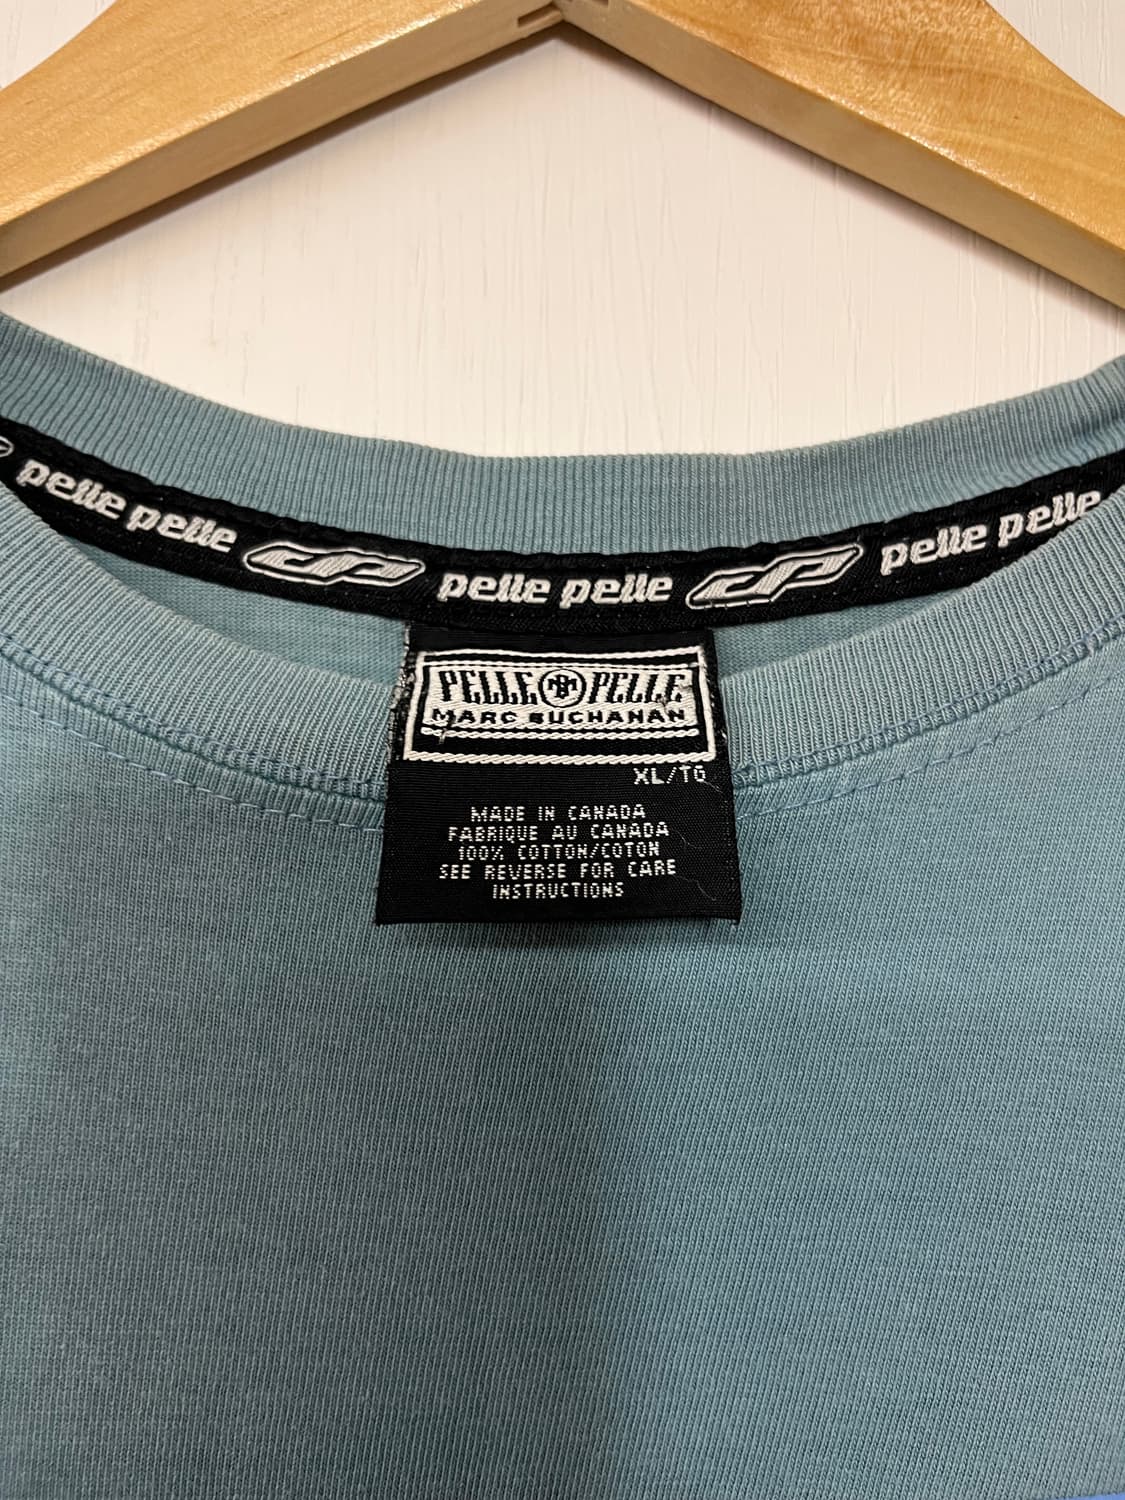 pelle pelle pelle pelle pelle pelle
PELLE MB PELLE
MARC BUCHANAN
XL/TG
MADE IN CANADA
FABRIQUE AU CANADA
100% COTTON/COTON
SEE REVERSE FOR CARE
INSTRUCTIONS